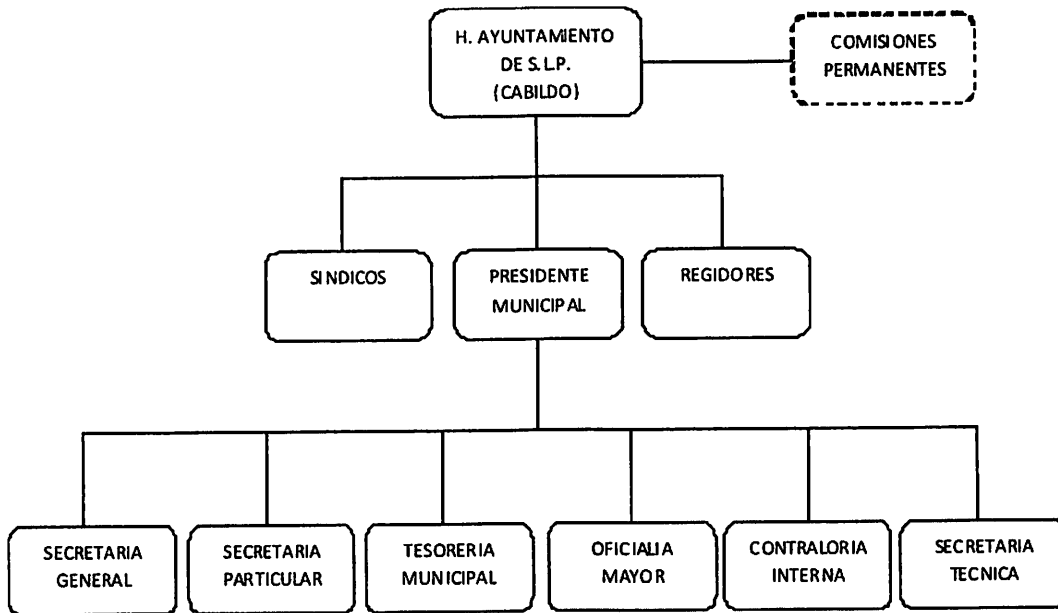 H. AYUNTAMIENTO
DE S.L.P.
(CABILDO)
COMISIONES
PERMANENTES
SINDICOS
PRESIDENTE
MUNICIPAL
REGIDORES
SECRETARIA
GENERAL
SECRETARIA
PARTICULAR
TESORERIA
MUNICIPAL
OFICIALIA
MAYOR
CONTRALORIA
INTERNA
SECRETARIA
TECNICA